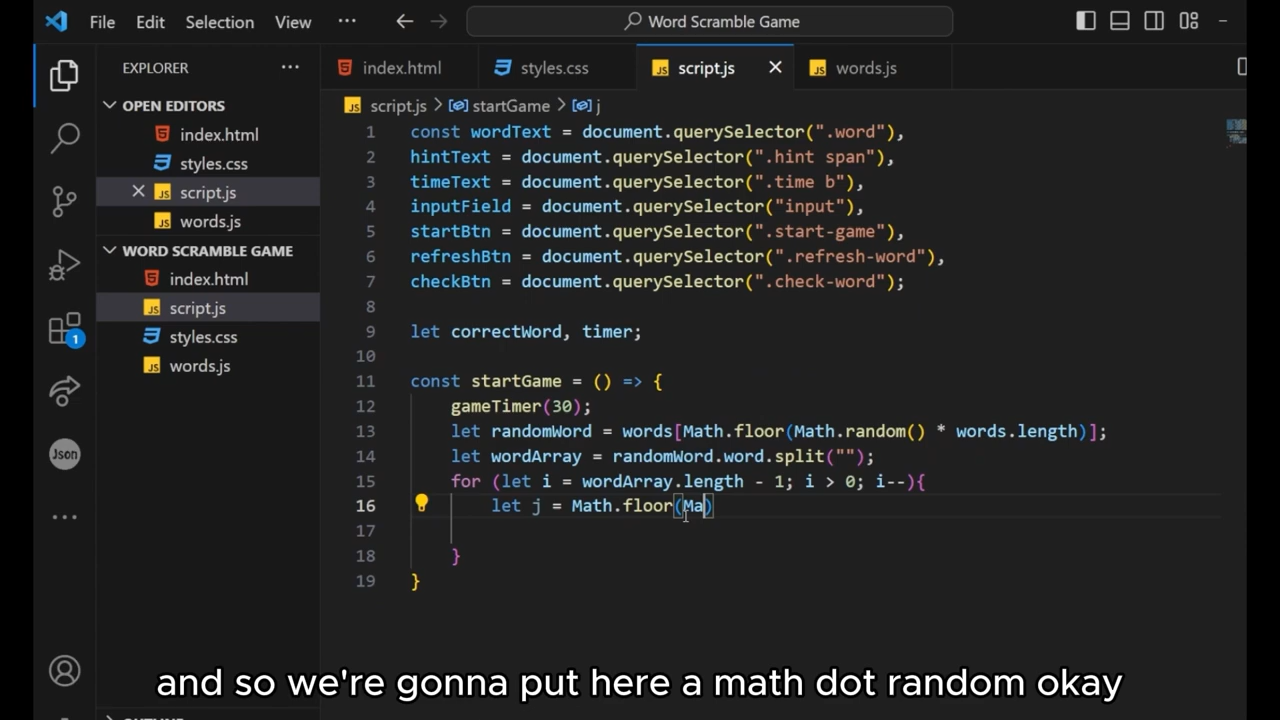 File Edit Selection View ... Word Scramble Game
EXPLORER ...
index.html styles.css script.js words.js
script.js > startGame > j
OPEN EDITORS
index.html
styles.css
script.js
words.js
WORD SCRAMBLE GAME
index.html
script.js
styles.css
words.js
1
Json
1 const wordText = document.querySelector(".word"),
2 hintText = document.querySelector(".hint span"),
3 timeText = document.querySelector(".time b"),
4 inputField = document.querySelector("input"),
5 startBtn = document.querySelector(".start-game"),
6 refreshBtn = document.querySelector(".refresh-word"),
7 checkBtn = document.querySelector(".check-word");
8
9 let correctWord, timer;
10
11 const startGame = () => {
12 gameTimer(30);
13 let randomWord = words[Math.floor(Math.random() * words.length)];
14 let wordArray = randomWord.word.split("");
15 for (let i = wordArray.length - 1; i > 0; i--){
16 let j = Math.floor(Ma)
17
18 }
19 }
and so we're gonna put here a math dot random okay